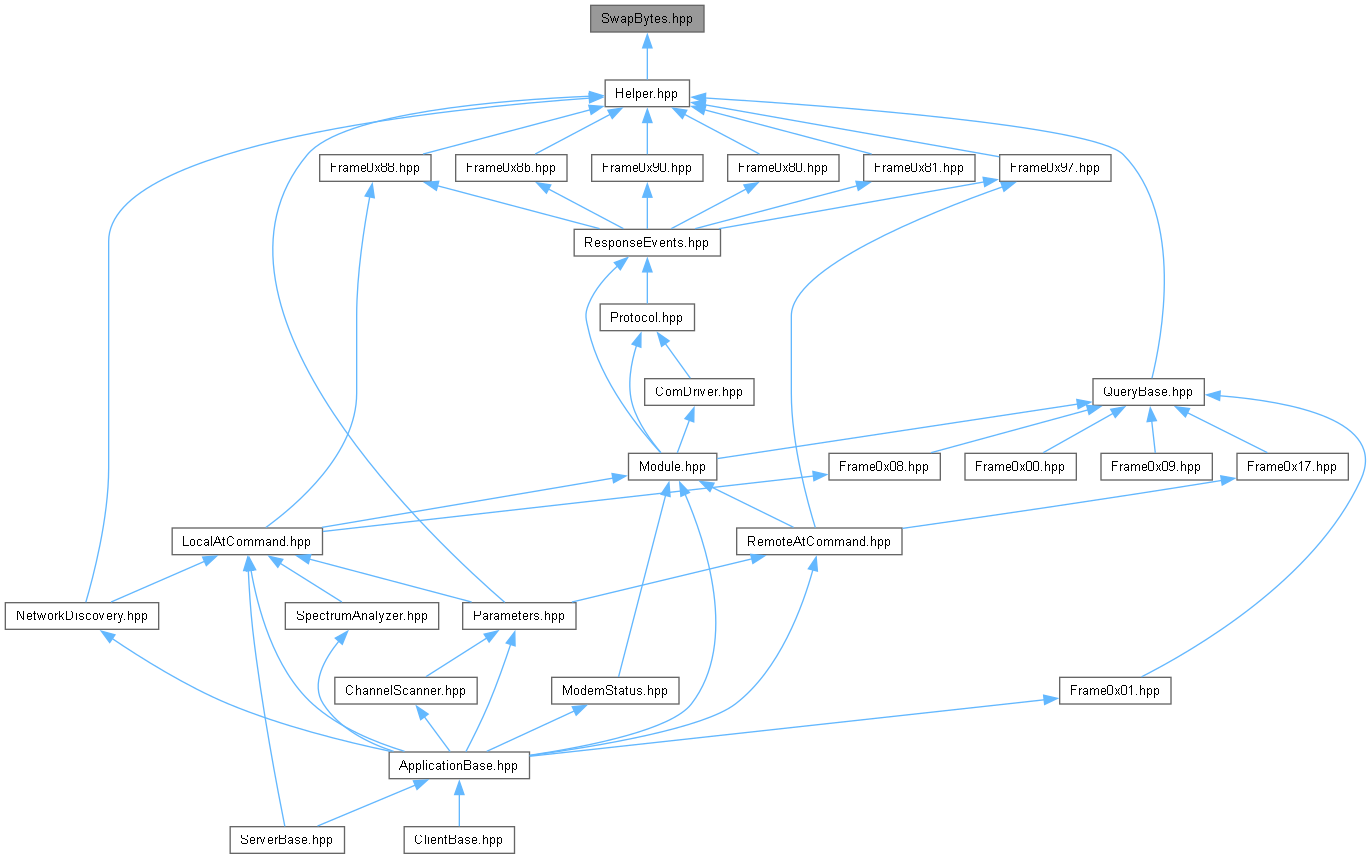 SwapBytes.hpp
Helper.hpp
Frame0x88.hpp
Frame0x8b.hpp
Frame0x90.hpp
Frame0x80.hpp
Frame0x81.hpp
Frame0x97.hpp
ResponseEvents.hpp
Protocol.hpp
ComDriver.hpp
QueryBase.hpp
Module.hpp
Frame0x08.hpp
Frame0x00.hpp
Frame0x09.hpp
Frame0x17.hpp
LocalAtCommand.hpp
RemoteAtCommand.hpp
NetworkDiscovery.hpp
SpectrumAnalyzer.hpp
Parameters.hpp
ChannelScanner.hpp
ModemStatus.hpp
Frame0x01.hpp
ApplicationBase.hpp
ServerBase.hpp
ClientBase.hpp